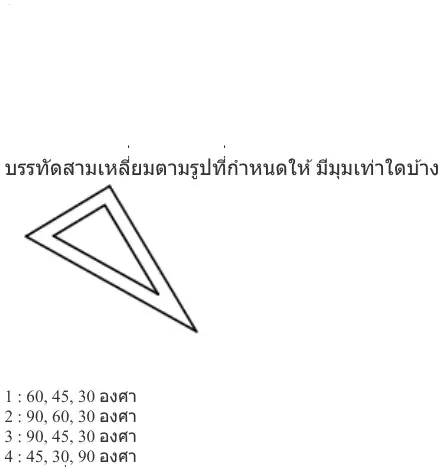 บรรทัดสามเหลี่ยมตามรูปที่กำหนดให้ มีมุมเท่าใดบ้าง
1 : 60, 45, 30 องศา
2 : 90, 60, 30 องศา
3 : 90, 45, 30 องศา
4 : 45, 30, 90 องศา